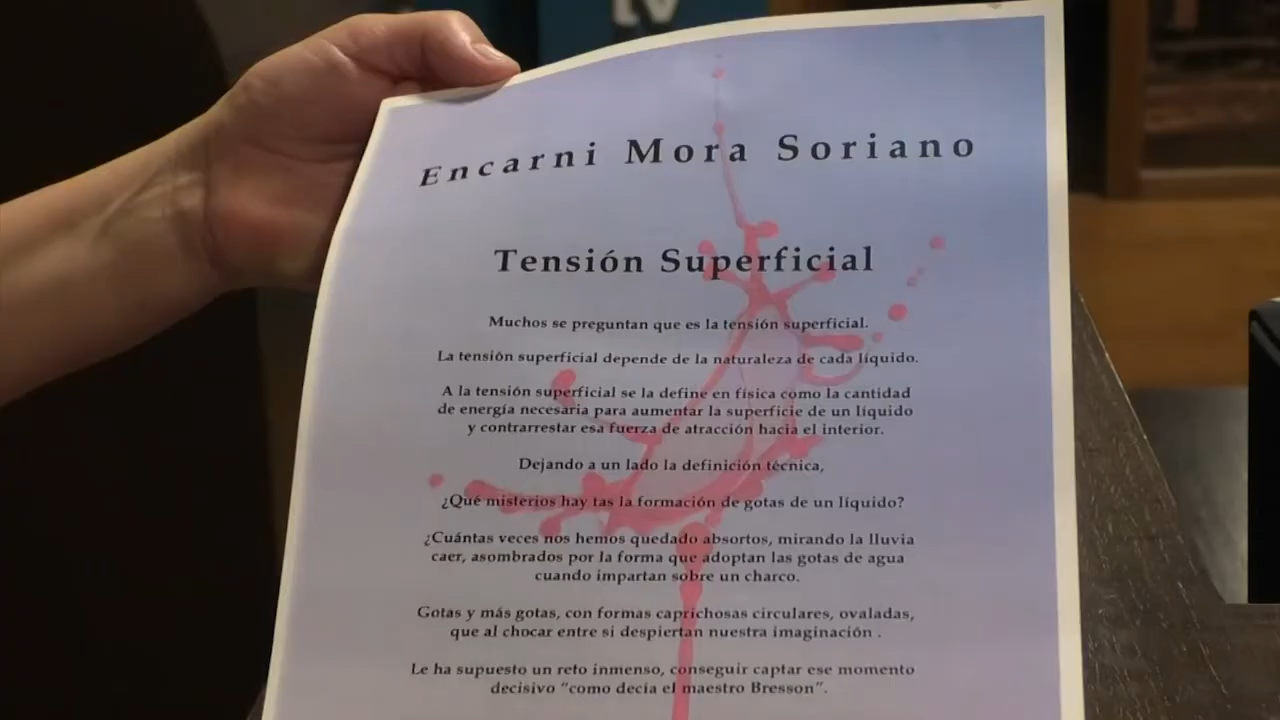 tv
Encarni Mora Soriano
Tensión Superficial
Muchos se preguntan que es la tensión superficial.
La tensión superficial depende de la naturaleza de cada líquido.
A la tensión superficial se la define en física como la cantidad
de energía necesaria para aumentar la superficie de un líquido
y contrarrestar esa fuerza de atracción hacia el interior.
Dejando a un lado la definición técnica,
¿Qué misterios hay tas la formación de gotas de un líquido?
¿Cuántas veces nos hemos quedado absortos, mirando la lluvia
caer, asombrados por la forma que adoptan las gotas de agua
cuando impartan sobre un charco.
Gotas y más gotas, con formas caprichosas circulares, ovaladas,
que al chocar entre sí despiertan nuestra imaginación .
Le ha supuesto un reto inmenso, conseguir captar ese momento
decisivo “como decía el maestro Bresson”.